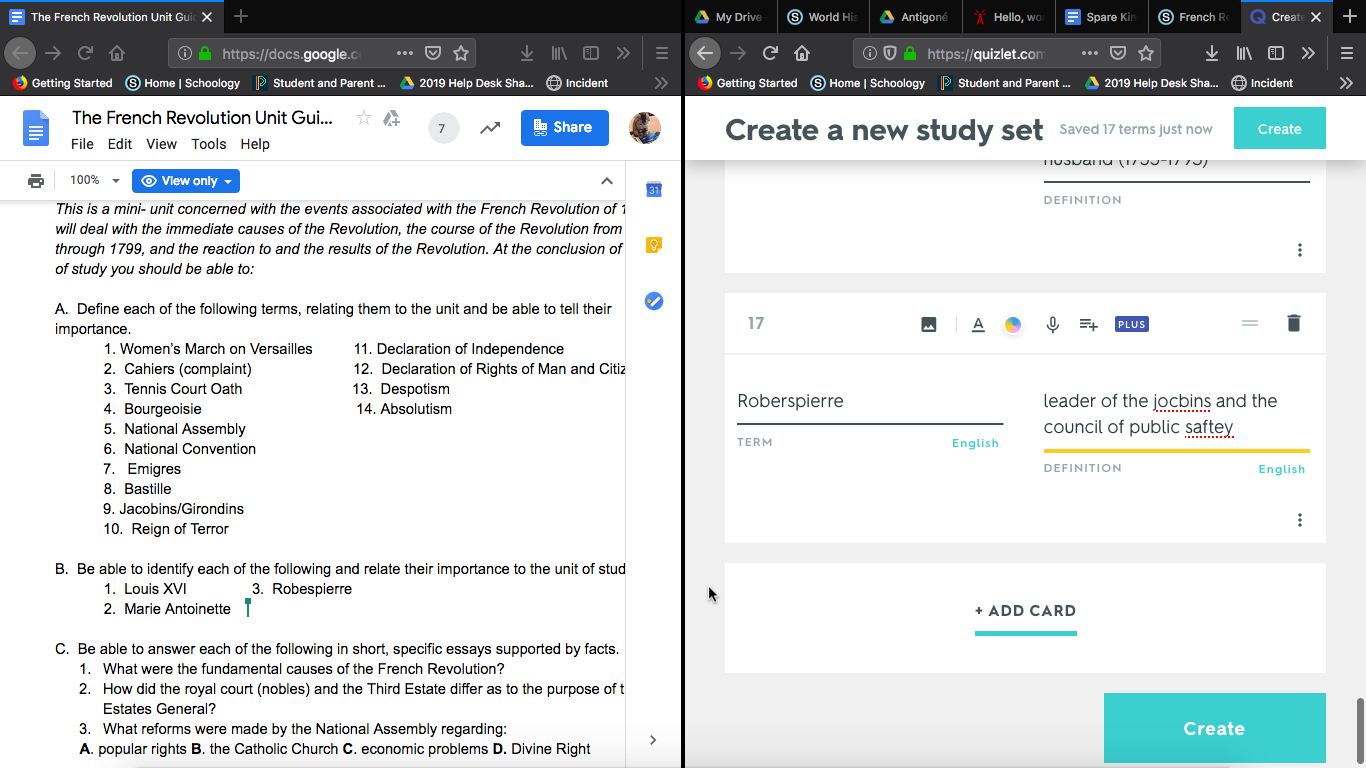 The French Revolution Unit Gui
https://docs.google.c
Getting Started Home | Schoology Student and Parent ... 2019 Help Desk Sha... Incident
The French Revolution Unit Gui...
File Edit View Tools Help
7
Share
100%
View only
31
This is a mini- unit concerned with the events associated with the French Revolution of 1
will deal with the immediate causes of the Revolution, the course of the Revolution from
through 1799, and the reaction to and the results of the Revolution. At the conclusion of
of study you should be able to:
A. Define each of the following terms, relating them to the unit and be able to tell their
importance.
1. Women's March on Versailles 11. Declaration of Independence
2. Cahiers (complaint) 12. Declaration of Rights of Man and Citiz
3. Tennis Court Oath 13. Despotism
4. Bourgeoisie 14. Absolutism
5. National Assembly
6. National Convention
7. Emigres
8. Bastille
9. Jacobins/Girondins
10. Reign of Terror
B. Be able to identify each of the following and relate their importance to the unit of stud
1. Louis XVI 3. Robespierre
2. Marie Antoinette
C. Be able to answer each of the following in short, specific essays supported by facts.
1. What were the fundamental causes of the French Revolution?
2. How did the royal court (nobles) and the Third Estate differ as to the purpose of t
Estates General?
3. What reforms were made by the National Assembly regarding:
A. popular rights B. the Catholic Church C. economic problems D. Divine Right
My Drive World His Antigoné Hello, wo Spare Kin French Re Create
https://quizlet.com
Getting Started Home | Schoology Student and Parent ... 2019 Help Desk Sha... Incident
Create a new study set Saved 17 terms just now Create
husband (1755-1793)
DEFINITION
17
A
PLUS
Roberspierre
TERM English
leader of the jocbins and the
council of public saftey
DEFINITION English
+ ADD CARD
Create